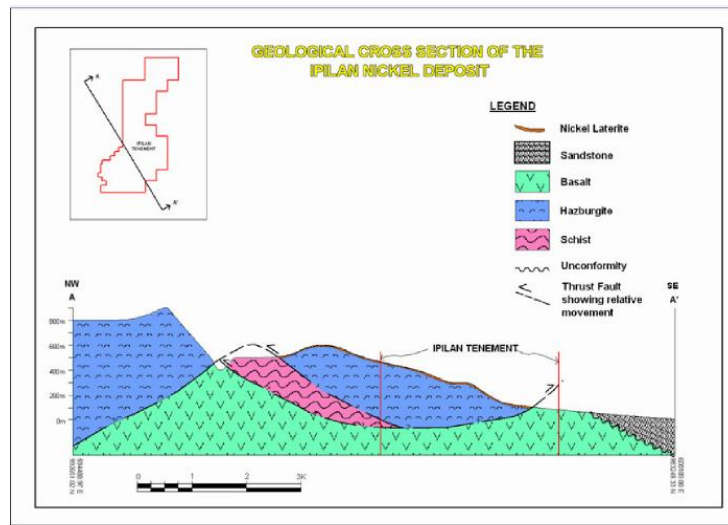 GEOLOGICAL CROSS SECTION OF THE
IPILAN NICKEL DEPOSIT
A
IPILAN
TENEMENT
A'
LEGEND
Nickel Laterite
Sandstone
Basalt
Hazburgite
Schist
Unconformity
Thrust Fault
showing relative
movement
NW
A
SE
A'
800m
600m
400m
200m
0m
IPILAN TENEMENT
0
1
2
3K